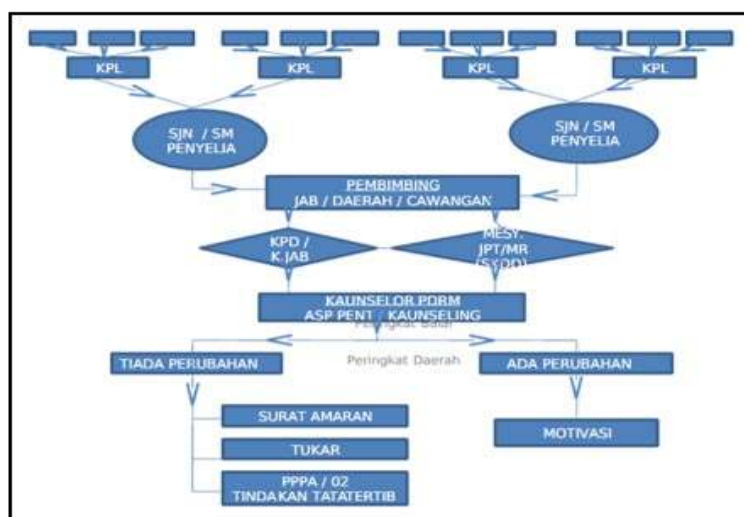 KPL
KPL
KPL
KPL
SJN / SM
PENYELIA
SJN / SM
PENYELIA
PEMBIMBING
JAB / DAERAH / CAWANGAN
KPD /
K.JAB
MESY.
JPT/MR
KAUNSELOR PDRM
ASP PENT / KAUNSELING
Peringkat Balai
Peringkat Daerah
TIADA PERUBAHAN
ADA PERUBAHAN
SURAT AMARAN
TUKAR
PPPA / 02
TINDAKAN TATATERTIB
MOTIVASI